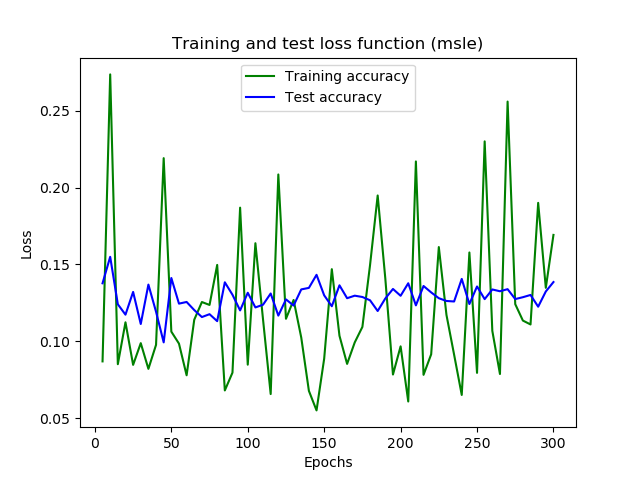 Training and test loss function (msle)
Training accuracy
Test accuracy
0.25
0.20
0.15
0.10
0.05
Loss
0
50
100
150
200
250
300
Epochs